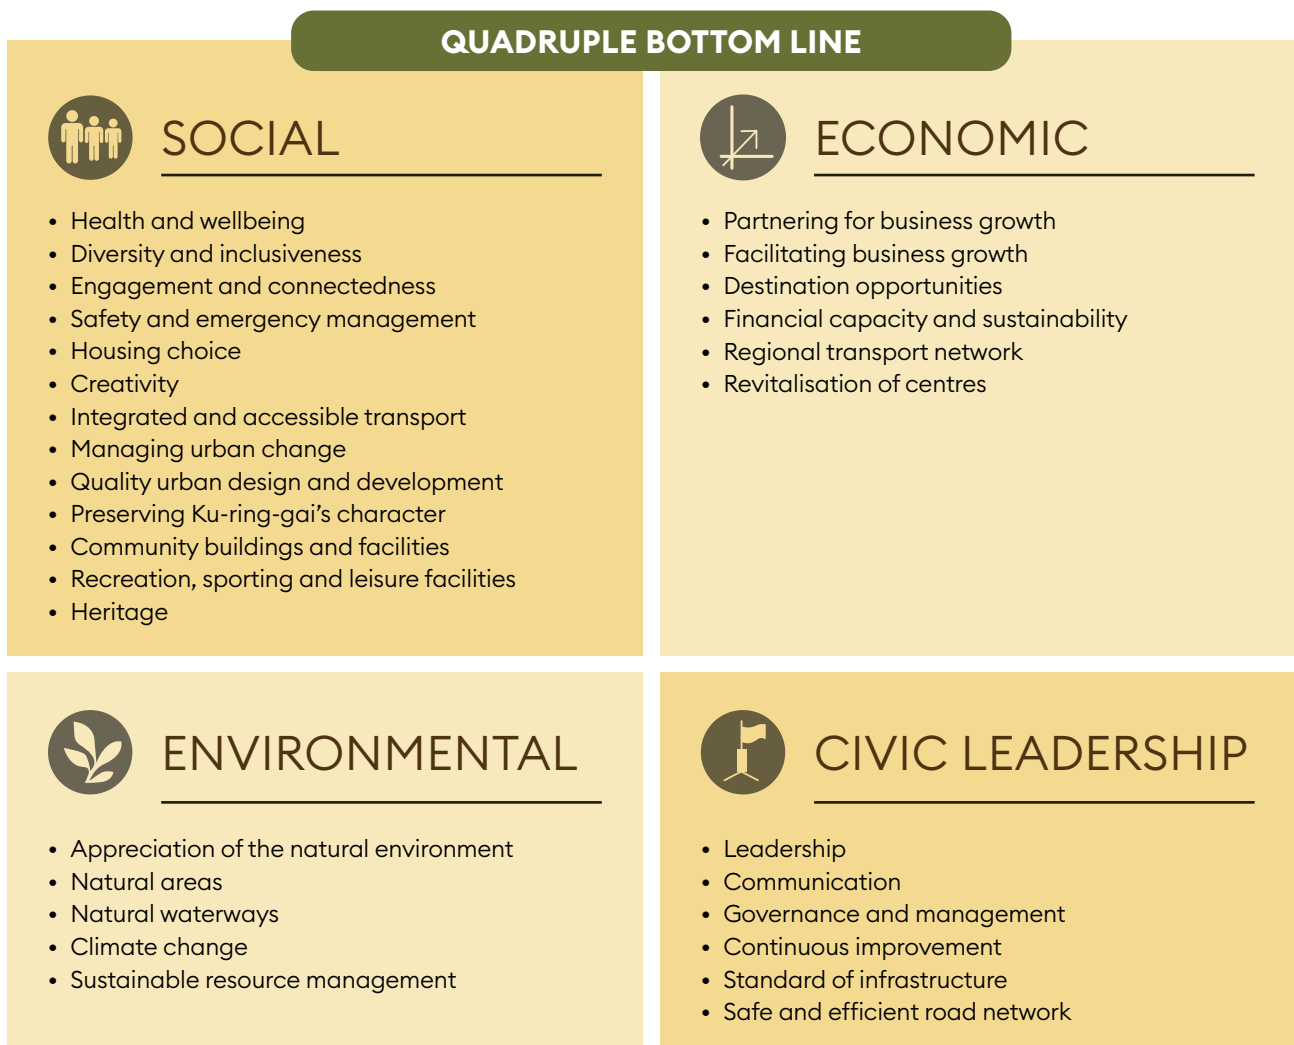 QUADRUPLE BOTTOM LINE
SOCIAL
• Health and wellbeing
• Diversity and inclusiveness
• Engagement and connectedness
• Safety and emergency management
• Housing choice
• Creativity
• Integrated and accessible transport
• Managing urban change
• Quality urban design and development
• Preserving Ku-ring-gai’s character
• Community buildings and facilities
• Recreation, sporting and leisure facilities
• Heritage
ECONOMIC
• Partnering for business growth
• Facilitating business growth
• Destination opportunities
• Financial capacity and sustainability
• Regional transport network
• Revitalisation of centres
ENVIRONMENTAL
• Appreciation of the natural environment
• Natural areas
• Natural waterways
• Climate change
• Sustainable resource management
CIVIC LEADERSHIP
• Leadership
• Communication
• Governance and management
• Continuous improvement
• Standard of infrastructure
• Safe and efficient road network